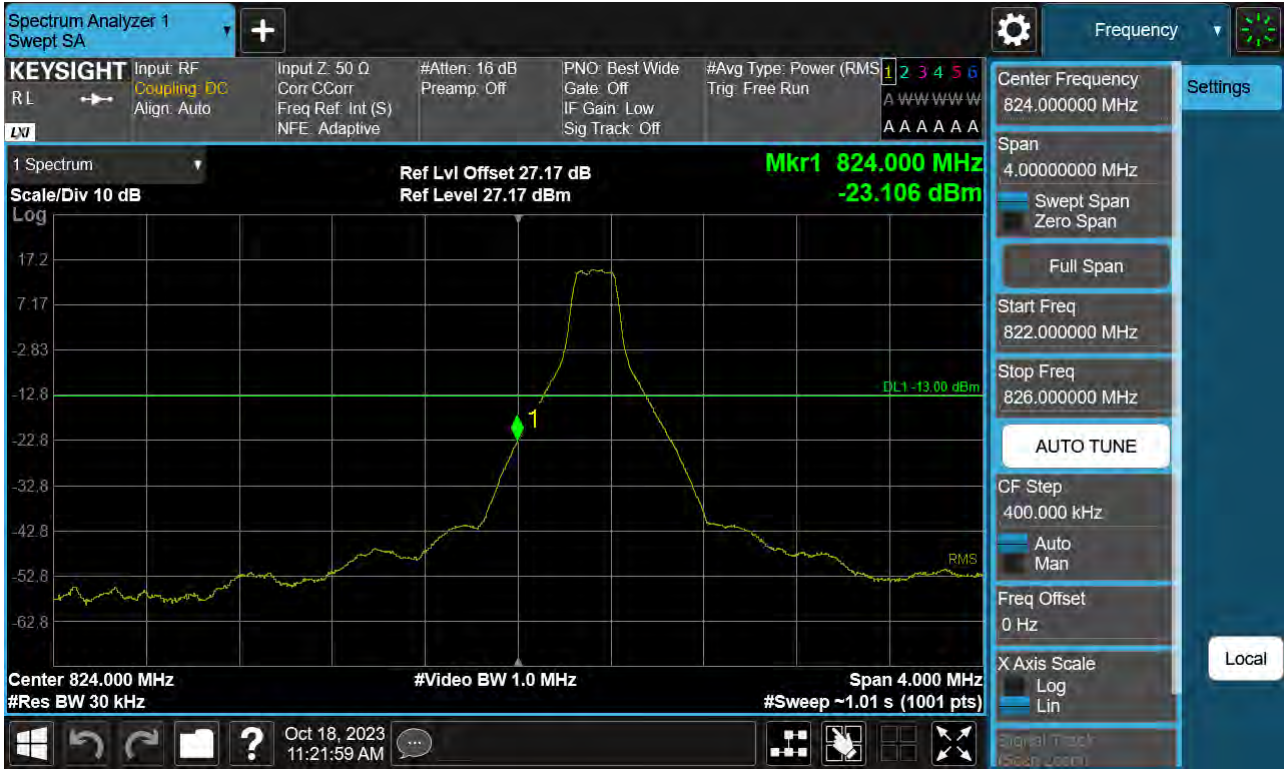 Spectrum Analyzer 1
Swept SA
+
Frequency
KEYSIGHT
R L
LXI
Input: RF
Coupling: DC
Align: Auto
Input Z: 50 Ω
Corr CCorr
Freq Ref: Int (S)
NFE: Adaptive
#Atten: 16 dB
Preamp: Off
PNO: Best Wide
Gate: Off
IF Gain: Low
Sig Track: Off
#Avg Type: Power (RMS
Trig: Free Run
1 2 3 4 5 6
A W W W W W
A A A A A A
1 Spectrum
Scale/Div 10 dB
Ref Lvl Offset 27.17 dB
Ref Level 27.17 dBm
Mkr1 824.000 MHz
-23.106 dBm
Log
17.2
7.17
-2.83
-12.8
-22.8
-32.8
-42.8
-52.8
-62.8
DL1 -13.00 dBm
1
RMS
Center 824.000 MHz
#Res BW 30 kHz
#Video BW 1.0 MHz
Span 4.000 MHz
#Sweep ~1.01 s (1001 pts)
Center Frequency
824.000000 MHz
Settings
Span
4.00000000 MHz
Swept Span
Zero Span
Full Span
Start Freq
822.000000 MHz
Stop Freq
826.000000 MHz
AUTO TUNE
CF Step
400.000 kHz
Auto
Man
Freq Offset
0 Hz
X Axis Scale
Log
Lin
Local
Signal Track
(Span Zoom)
?
Oct 18, 2023
11:21:59 AM